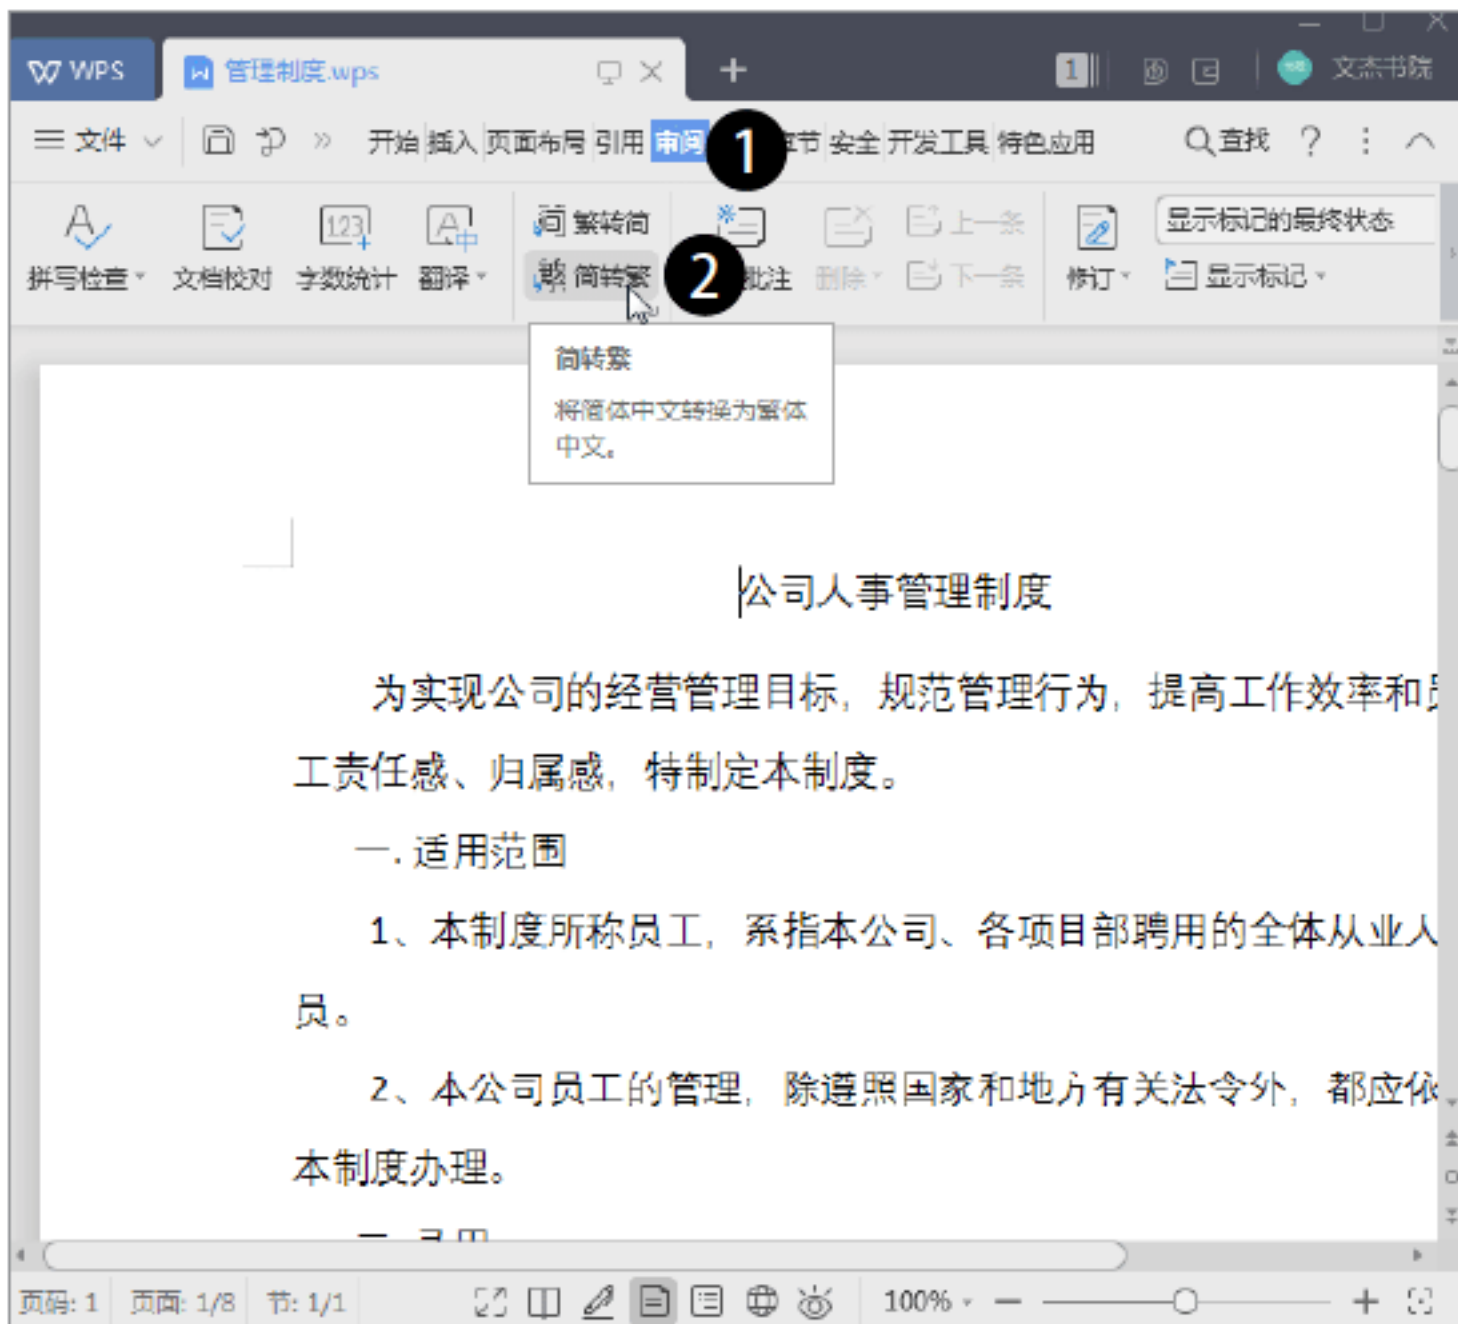 WPS 管理制度.wps 1 文杰书院
文件 开始 插入 页面布局 引用 审阅 1 章节 安全 开发工具 特色应用 查找
拼写检查 文档校对 123 字数统计 翻译 繁转简 批注 删除 上一条 修订 显示标记的最终状态
简转繁 2 下一条 显示标记
简转繁
将简体中文转换为繁体
中文。
公司人事管理制度
为实现公司的经营管理目标，规范管理行为，提高工作效率和员
工责任感、归属感，特制定本制度。
一.适用范围
1、本制度所称员工，系指本公司、各项目部聘用的全体从业人
员。
2、本公司员工的管理，除遵照国家和地方有关法令外，都应依
本制度办理。
页码: 1 页面: 1/8 节: 1/1 100%